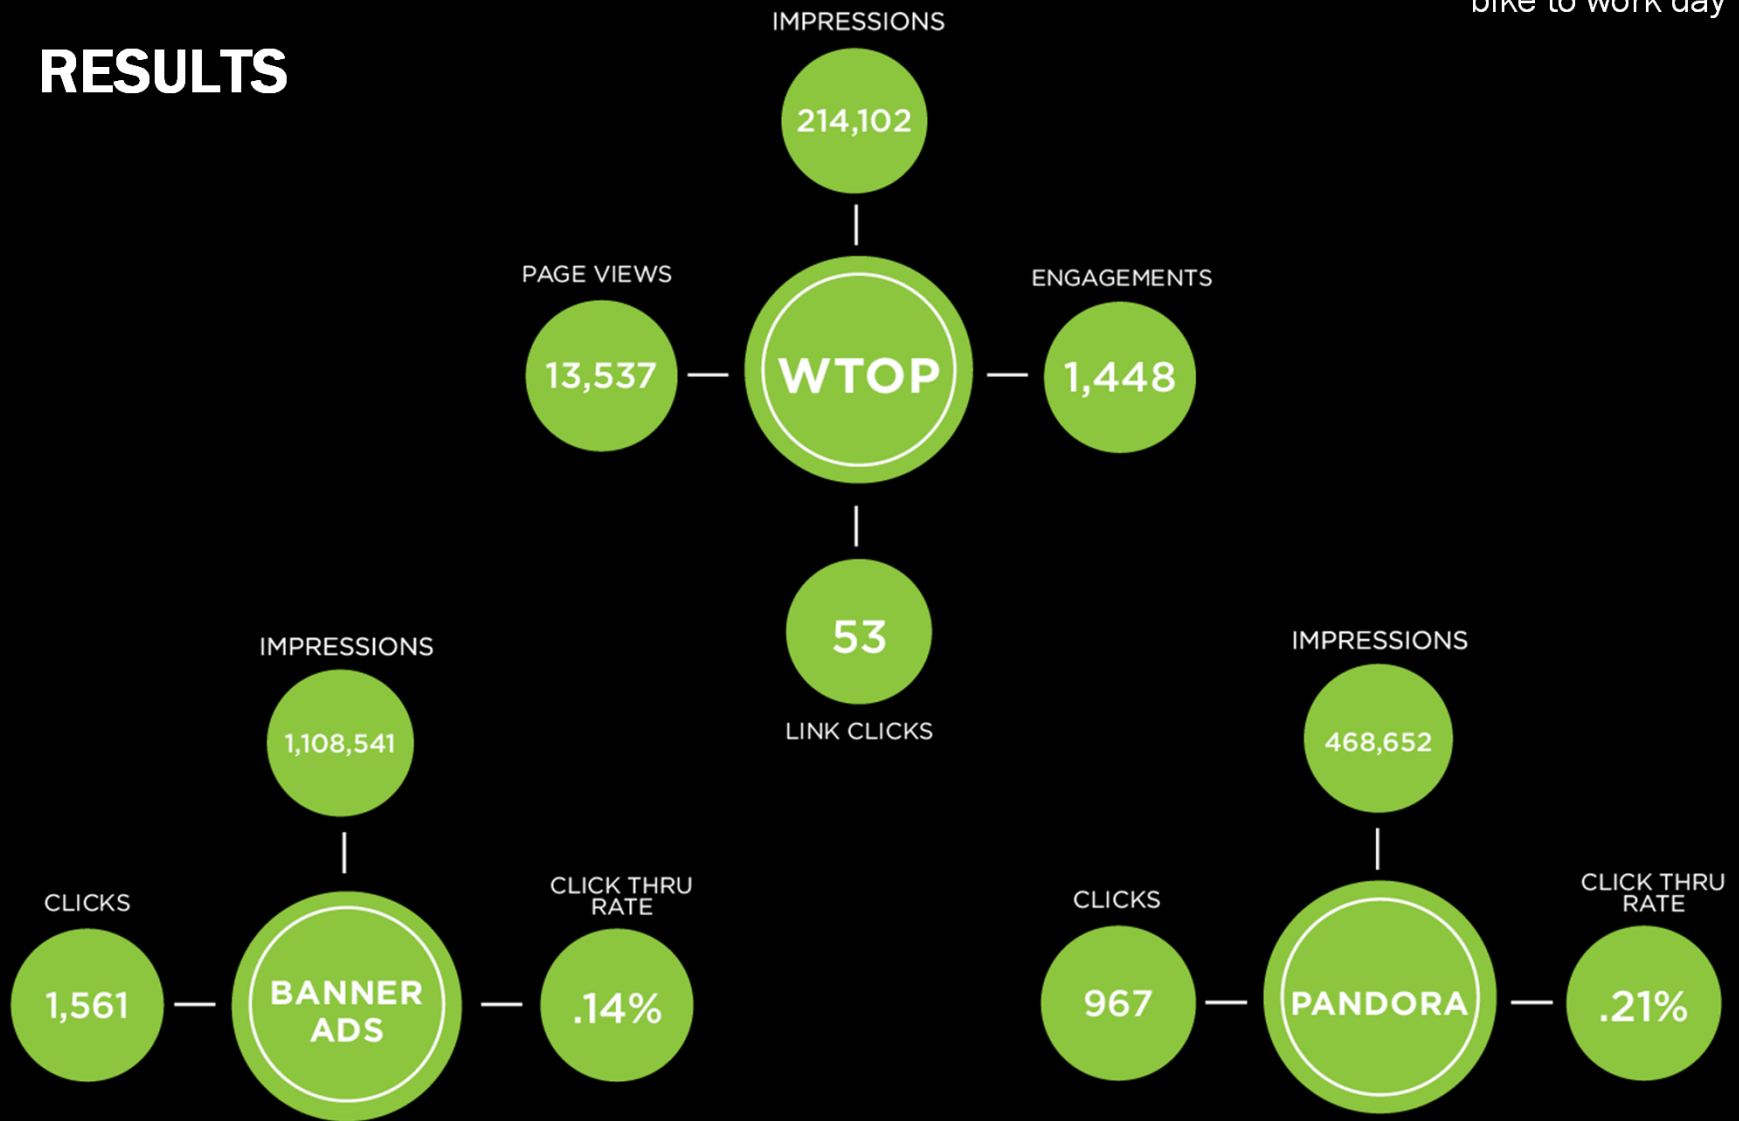 bike to work day
RESULTS
IMPRESSIONS
214,102
PAGE VIEWS
13,537
WTOP
ENGAGEMENTS
1,448
53
LINK CLICKS
IMPRESSIONS
1,108,541
CLICKS
1,561
BANNER
ADS
CLICK THRU
RATE
.14%
IMPRESSIONS
468,652
CLICKS
967
PANDORA
CLICK THRU
RATE
.21%